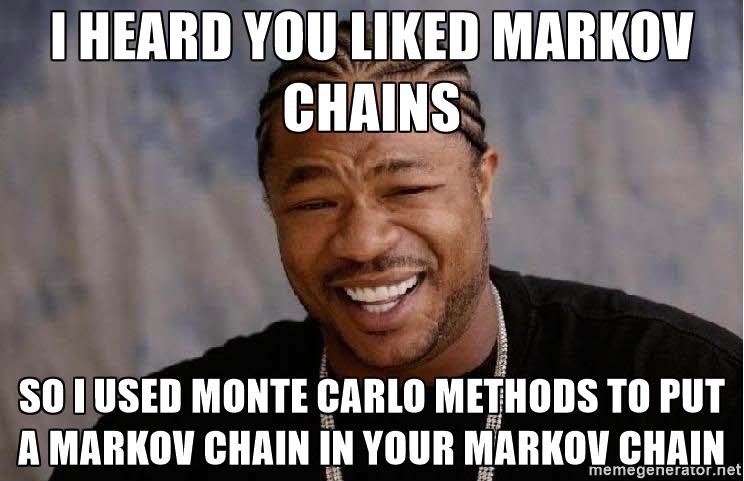 I HEARD YOU LIKED MARKOV
CHAINS
SO I USED MONTE CARLO METHODS TO PUT
A MARKOV CHAIN IN YOUR MARKOV CHAIN
memegenerator.net